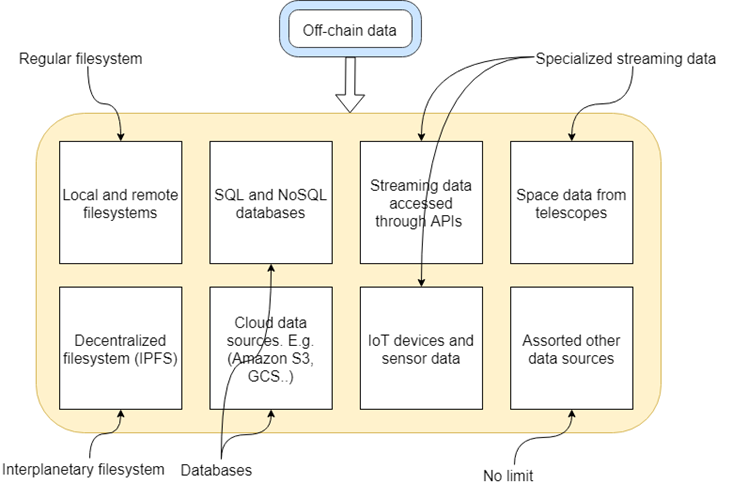 Off-chain data
Regular filesystem
Specialized streaming data
Local and remote
filesystems
SQL and NoSQL
databases
Streaming data
accessed
through APIs
Space data from
telescopes
Decentralized
filesystem (IPFS)
Cloud data
sources. E.g.
(Amazon S3,
GCS..)
IoT devices and
sensor data
Assorted other
data sources
Interplanetary filesystem
Databases
No limit